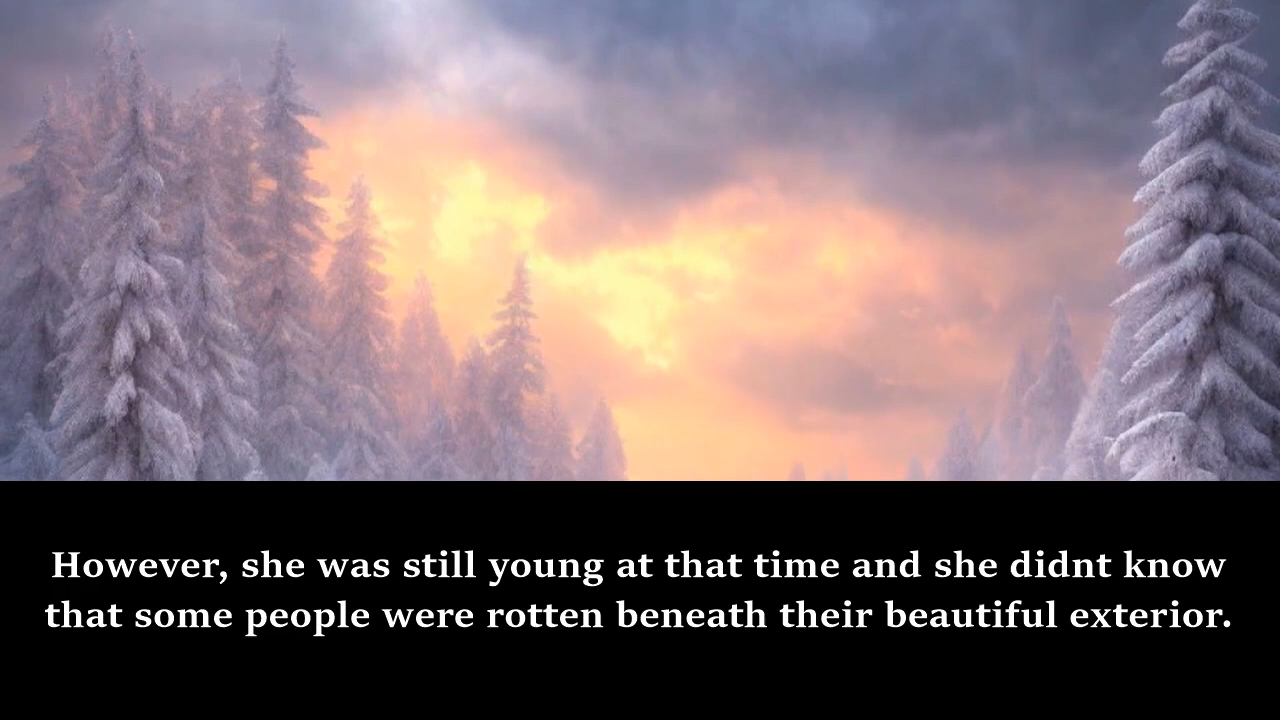 However, she was still young at that time and she didnt know
that some people were rotten beneath their beautiful exterior.